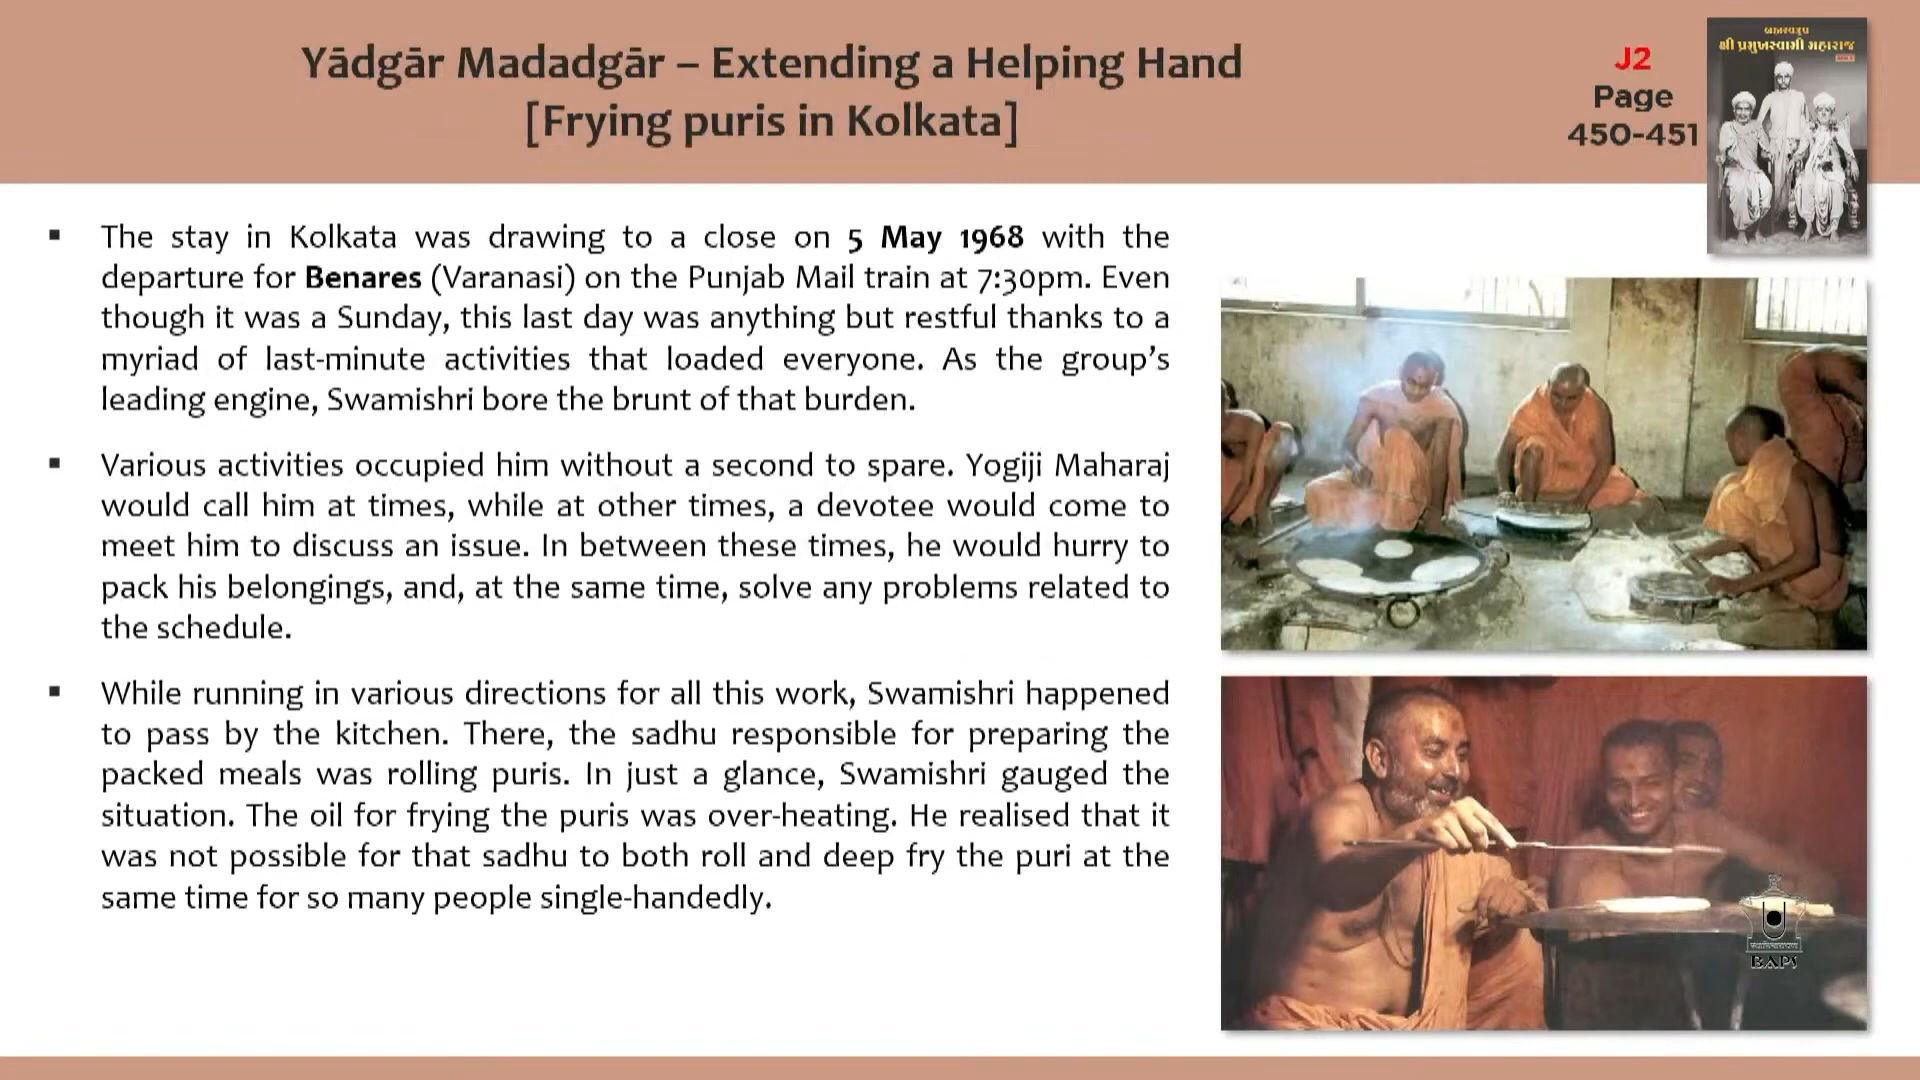 Yādgār Madadgār – Extending a Helping Hand
[Frying puris in Kolkata]
J2
Page
450-451
બ્રહ્મસ્વરૂપ
શ્રી પ્રમુખસ્વામી મહારાજ
▪ The stay in Kolkata was drawing to a close on 5 May 1968 with the
departure for Benares (Varanasi) on the Punjab Mail train at 7:30pm. Even
though it was a Sunday, this last day was anything but restful thanks to a
myriad of last-minute activities that loaded everyone. As the group’s
leading engine, Swamishri bore the brunt of that burden.
▪ Various activities occupied him without a second to spare. Yogiji Maharaj
would call him at times, while at other times, a devotee would come to
meet him to discuss an issue. In between these times, he would hurry to
pack his belongings, and, at the same time, solve any problems related to
the schedule.
▪ While running in various directions for all this work, Swamishri happened
to pass by the kitchen. There, the sadhu responsible for preparing the
packed meals was rolling puris. In just a glance, Swamishri gauged the
situation. The oil for frying the puris was over-heating. He realised that it
was not possible for that sadhu to both roll and deep fry the puri at the
same time for so many people single-handedly.
BAPS